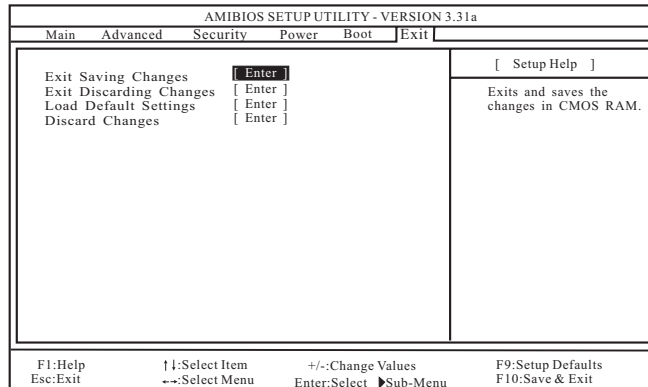 AMIBIOS SETUP UTILITY - VERSION 3.31a
Main Advanced Security Power Boot Exit
Exit Saving Changes [ Enter ]
Exit Discarding Changes [ Enter ]
Load Default Settings [ Enter ]
Discard Changes [ Enter ]
[ Setup Help ]
Exits and saves the
changes in CMOS RAM.
F1:Help ↑↓:Select Item +/-:Change Values F9:Setup Defaults
Esc:Exit ←→:Select Menu Enter:Select ▶Sub-Menu F10:Save & Exit